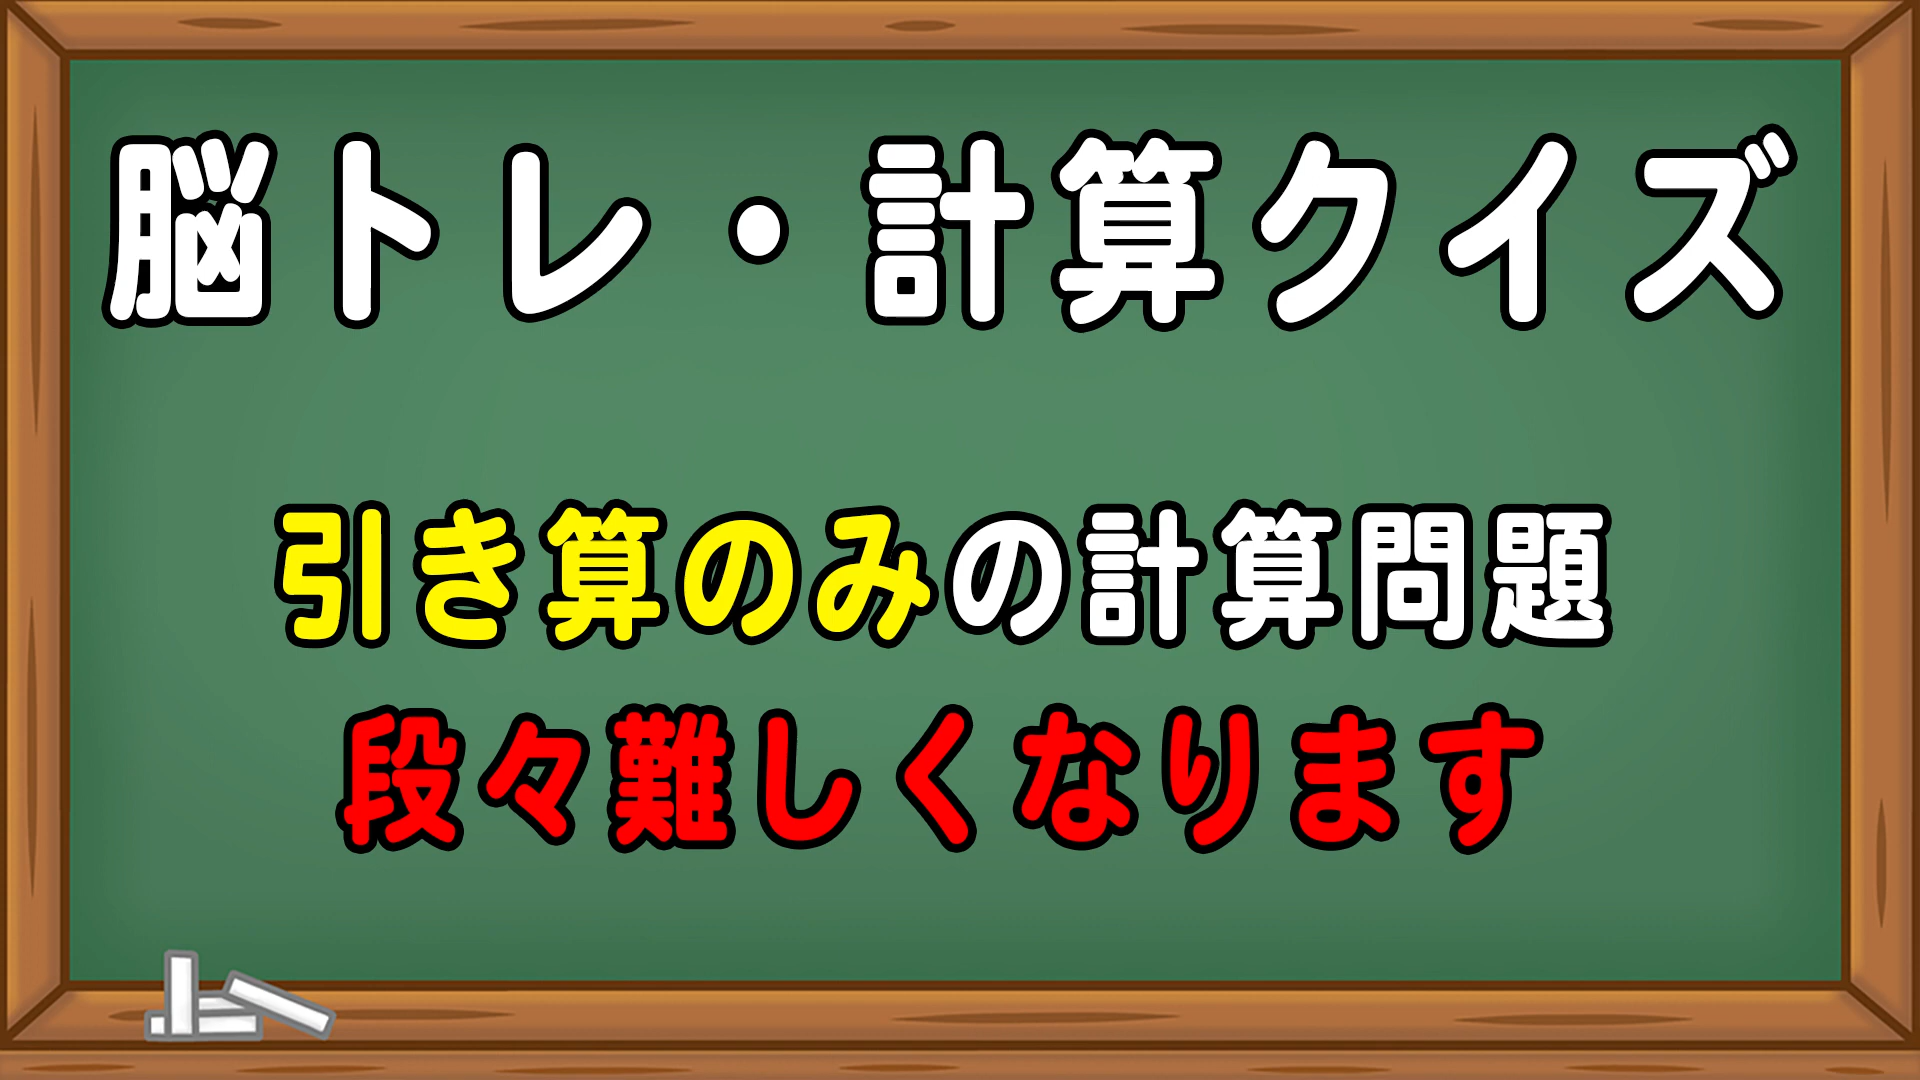 脳トレ・計算クイズ
引き算のみの計算問題
段々難しくなります